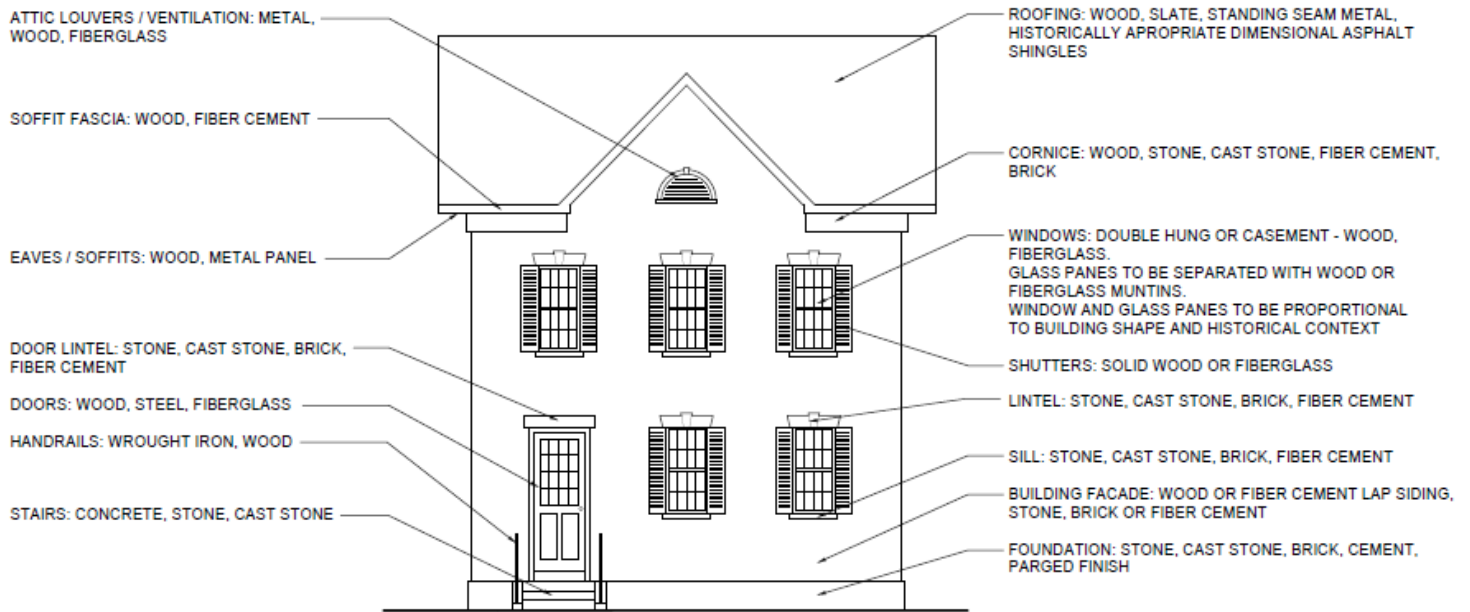 ATTIC LOUVERS / VENTILATION: METAL,
WOOD, FIBERGLASS
SOFFIT FASCIA: WOOD, FIBER CEMENT
EAVES / SOFFITS: WOOD, METAL PANEL
DOOR LINTEL: STONE, CAST STONE, BRICK,
FIBER CEMENT
DOORS: WOOD, STEEL, FIBERGLASS
HANDRAILS: WROUGHT IRON, WOOD
STAIRS: CONCRETE, STONE, CAST STONE
ROOFING: WOOD, SLATE, STANDING SEAM METAL,
HISTORICALLY APROPRIATE DIMENSIONAL ASPHALT
SHINGLES
CORNICE: WOOD, STONE, CAST STONE, FIBER CEMENT,
BRICK
WINDOWS: DOUBLE HUNG OR CASEMENT - WOOD,
FIBERGLASS.
GLASS PANES TO BE SEPARATED WITH WOOD OR
FIBERGLASS MUNTINS.
WINDOW AND GLASS PANES TO BE PROPORTIONAL
TO BUILDING SHAPE AND HISTORICAL CONTEXT
SHUTTERS: SOLID WOOD OR FIBERGLASS
LINTEL: STONE, CAST STONE, BRICK, FIBER CEMENT
SILL: STONE, CAST STONE, BRICK, FIBER CEMENT
BUILDING FACADE: WOOD OR FIBER CEMENT LAP SIDING,
STONE, BRICK OR FIBER CEMENT
FOUNDATION: STONE, CAST STONE, BRICK, CEMENT,
PARGED FINISH